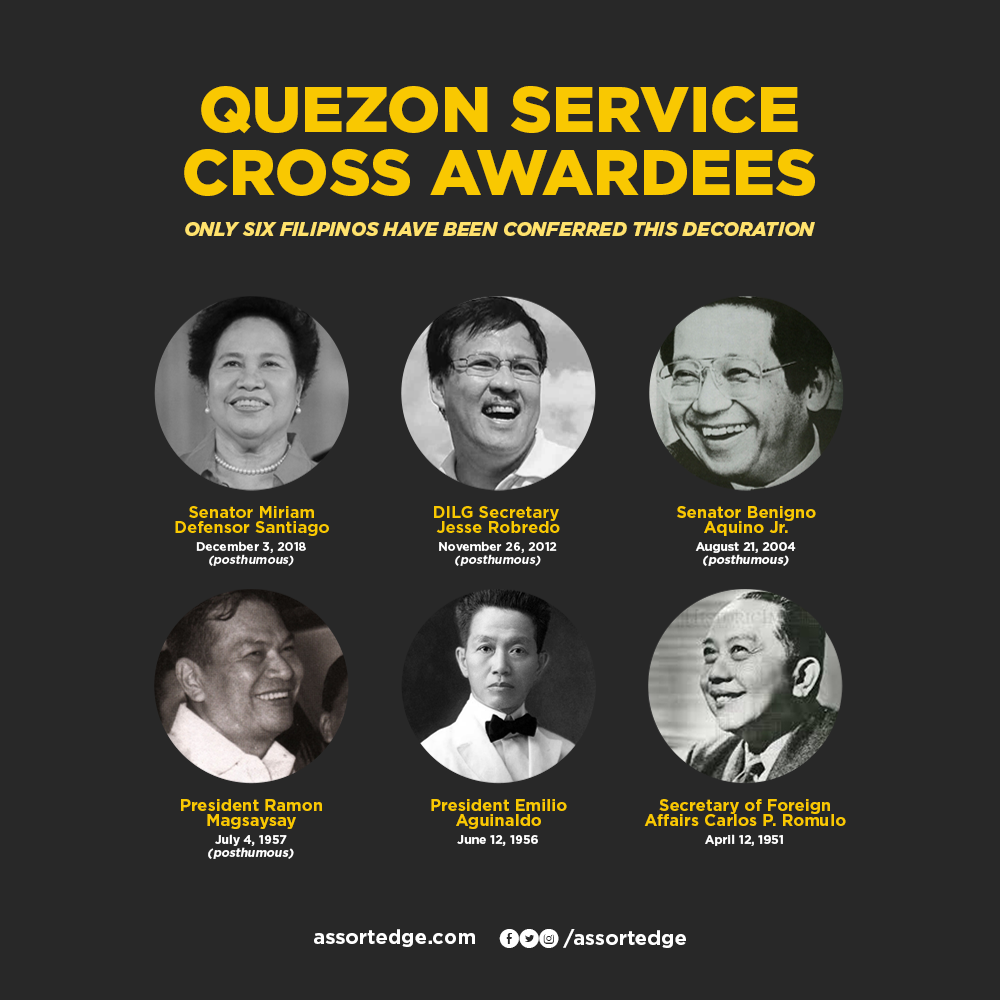 QUEZON SERVICE
CROSS AWARDEES
ONLY SIX FILIPINOS HAVE BEEN CONFERRED THIS DECORATION
Senator Miriam
Defensor Santiago
December 3, 2018
(posthumous)
DILG Secretary
Jesse Robredo
November 26, 2012
(posthumous)
Senator Benigno
Aquino Jr.
August 21, 2004
(posthumous)
President Ramon
Magsaysay
July 4, 1957
(posthumous)
President Emilio
Aguinaldo
June 12, 1956
Secretary of Foreign
Affairs Carlos P. Romulo
April 12, 1951
assortedge.com
/assortedge